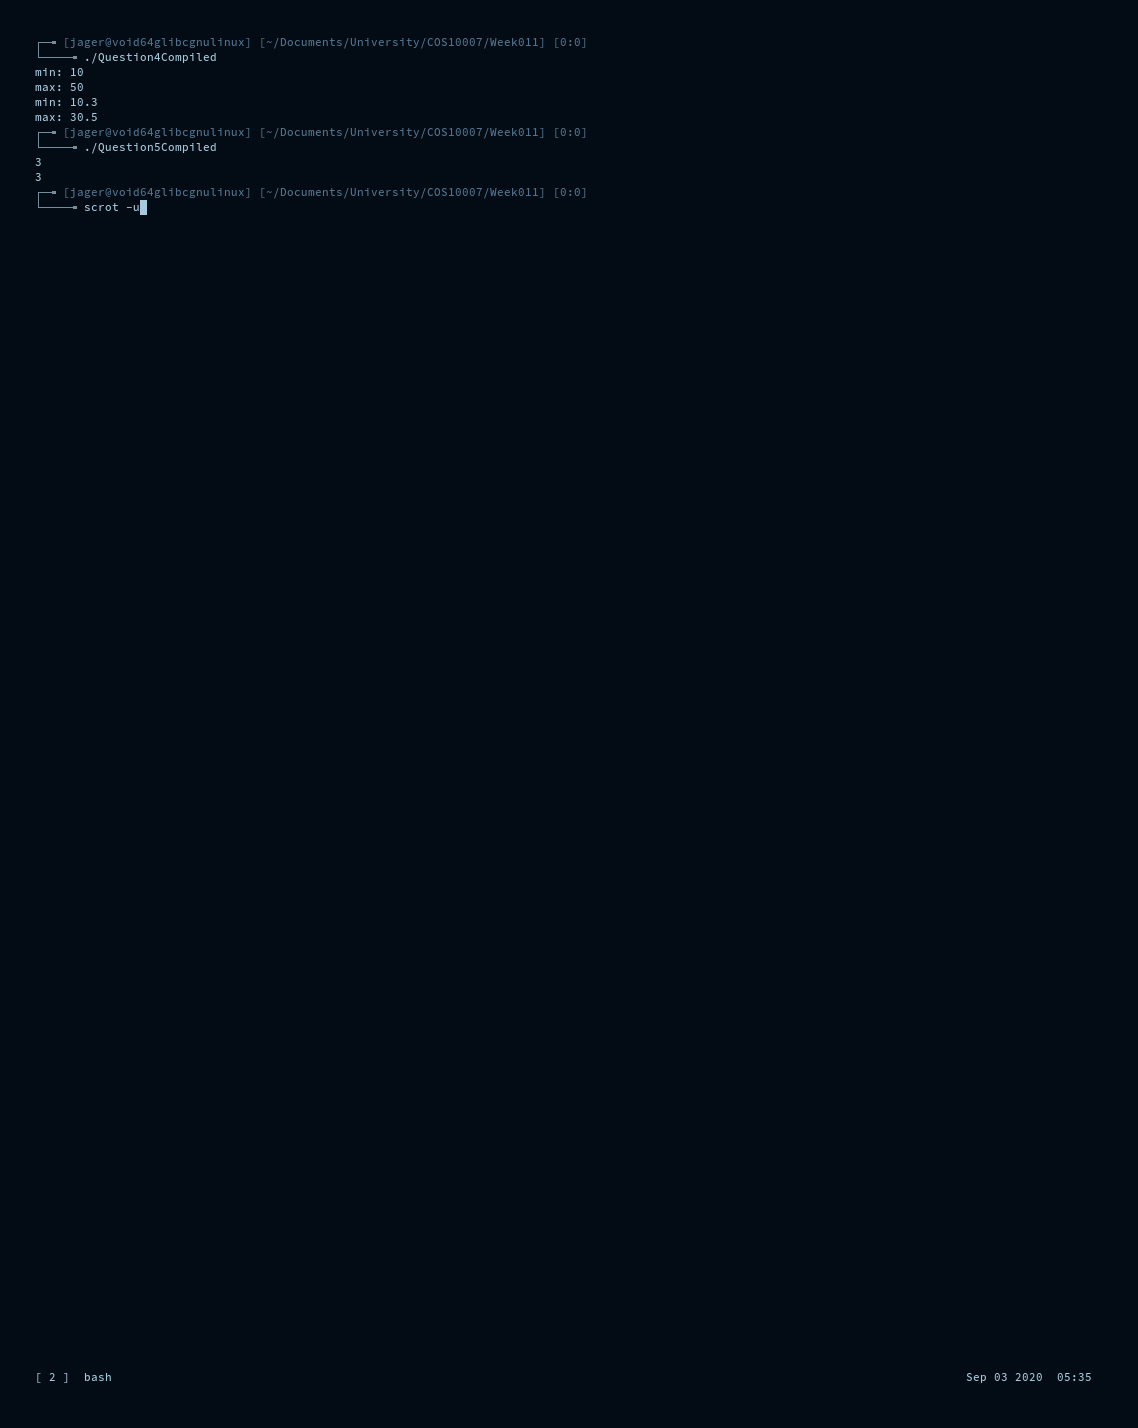 ┌─╼ [jager@void64glibcgnulinux] [~/Documents/University/COS10007/Week011] [0:0]
└────╼ ./Question4Compiled
min: 10
max: 50
min: 10.3
max: 30.5
┌─╼ [jager@void64glibcgnulinux] [~/Documents/University/COS10007/Week011] [0:0]
└────╼ ./Question5Compiled
3
3
┌─╼ [jager@void64glibcgnulinux] [~/Documents/University/COS10007/Week011] [0:0]
└────╼ scrot -u
[ 2 ]  bash  Sep 03 2020  05:35